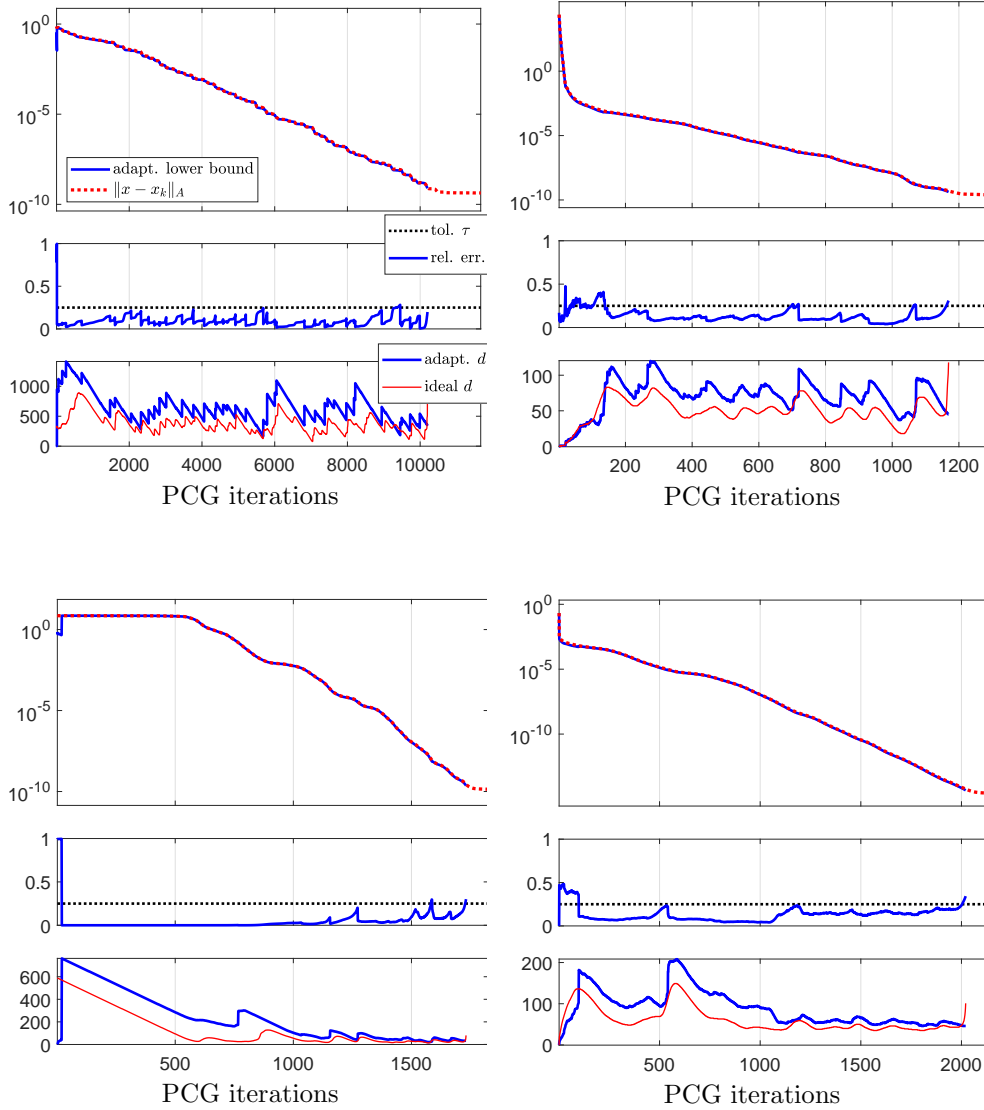 10^0
10^-5
10^-10
adapt. lower bound
‖x − x_k‖_A
1
0.5
0
tol. τ
rel. err.
1000
500
0
adapt. d
ideal d
2000 4000 6000 8000 10000
PCG iterations
10^0
10^-5
10^-10
1
0.5
0
100
50
0
200 400 600 800 1000 1200
PCG iterations
10^0
10^-5
10^-10
1
0.5
0
600
400
200
0
500 1000 1500
PCG iterations
10^0
10^-5
10^-10
1
0.5
0
200
100
0
500 1000 1500 2000
PCG iterations